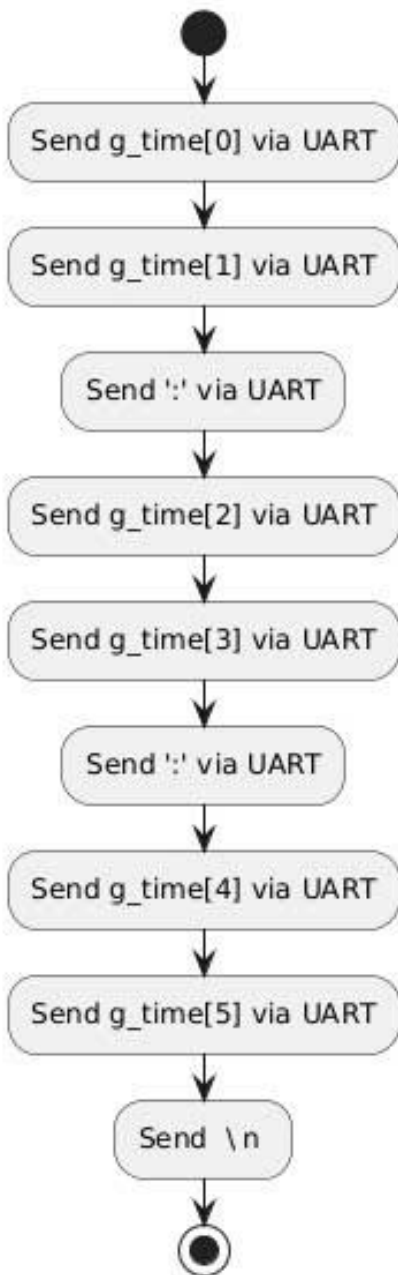 Send g_time[0] via UART
Send g_time[1] via UART
Send ':' via UART
Send g_time[2] via UART
Send g_time[3] via UART
Send ':' via UART
Send g_time[4] via UART
Send g_time[5] via UART
Send \n